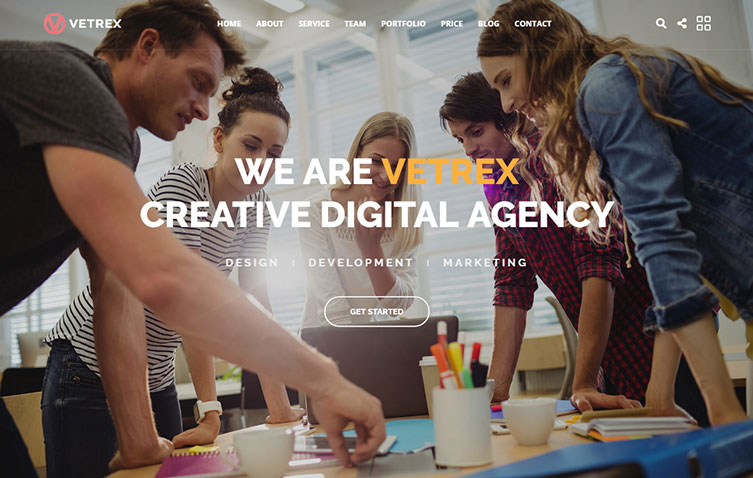 VETREX
HOME ABOUT SERVICE TEAM PORTFOLIO PRICE BLOG CONTACT
WE ARE VETREX
CREATIVE DIGITAL AGENCY
DESIGN | DEVELOPMENT | MARKETING
GET STARTED